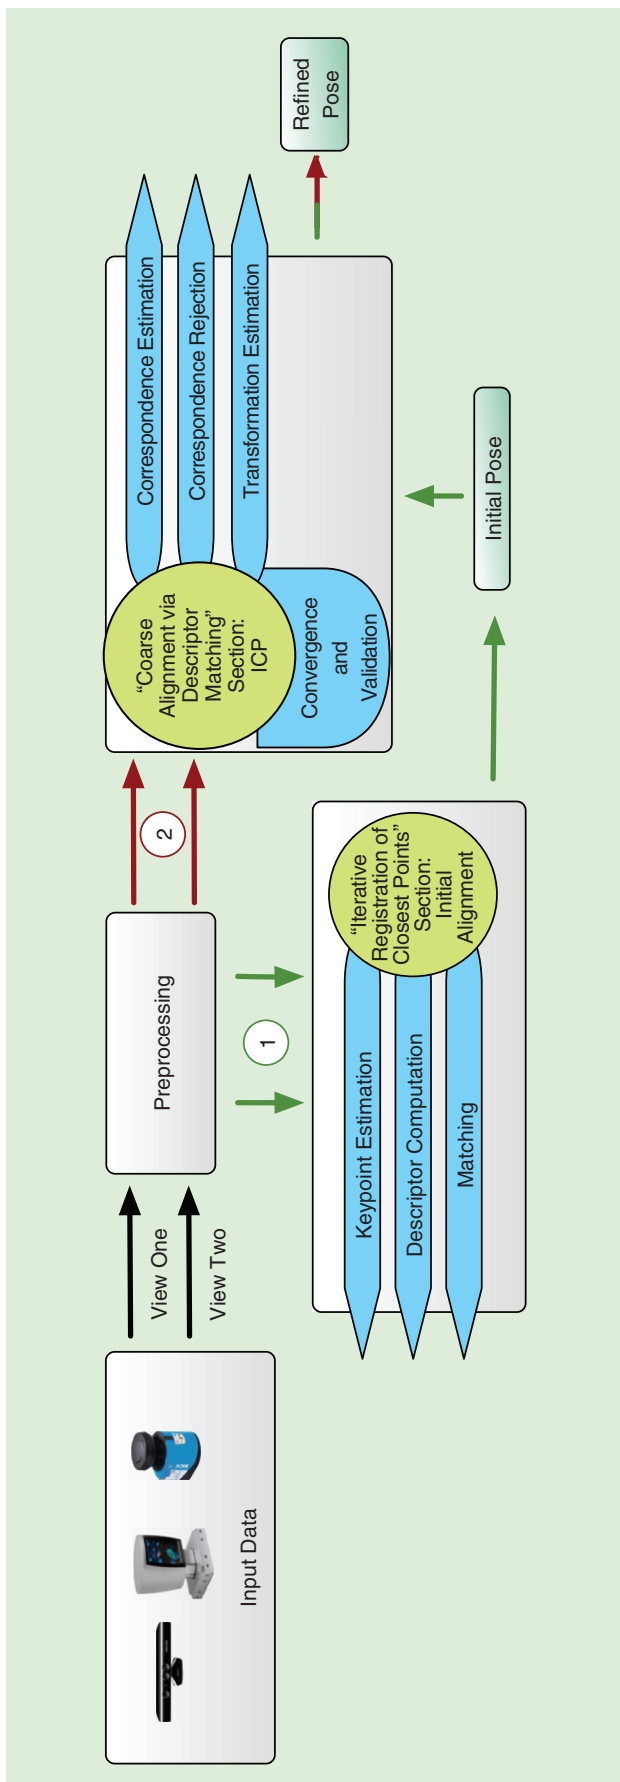 Input Data
View One
View Two
Preprocessing
1
2
Keypoint Estimation
Descriptor Computation
Matching
“Iterative
Registration of
Closest Points”
Section:
Initial
Alignment
Initial Pose
“Coarse
Alignment via
Descriptor
Matching”
Section:
ICP
Correspondence Estimation
Correspondence Rejection
Transformation Estimation
Convergence
and
Validation
Refined
Pose